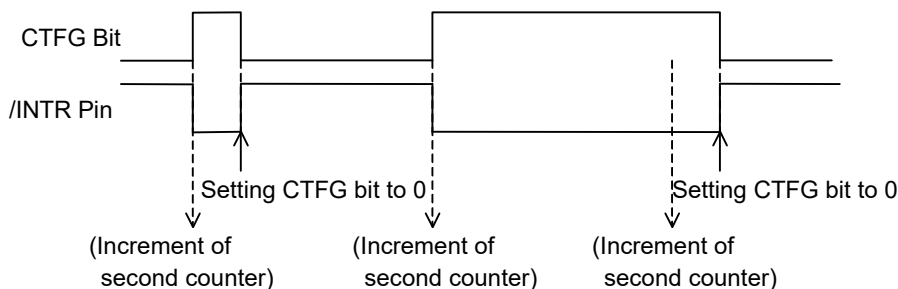 CTFG Bit
/INTR Pin
Setting CTFG bit to 0
Setting CTFG bit to 0
(Increment of
second counter)
(Increment of
second counter)
(Increment of
second counter)